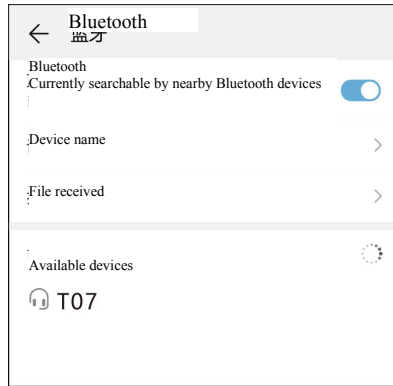 Bluetooth
蓝牙
Bluetooth
Currently searchable by nearby Bluetooth devices
Device name
File received
Available devices
T07